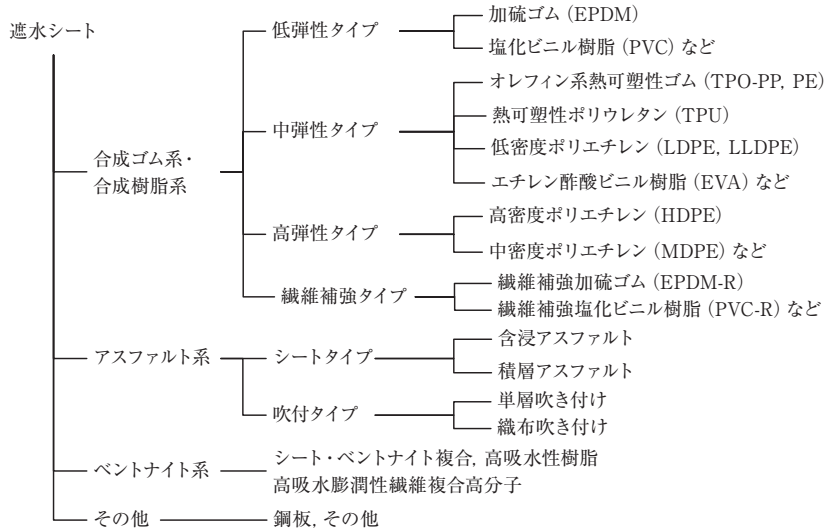 遮水シート
合成ゴム系・
合成樹脂系
低弾性タイプ
加硫ゴム (EPDM)
塩化ビニル樹脂 (PVC) など
中弾性タイプ
オレフィン系熱可塑性ゴム (TPO-PP, PE)
熱可塑性ポリウレタン (TPU)
低密度ポリエチレン (LDPE, LLDPE)
エチレン酢酸ビニル樹脂 (EVA) など
高弾性タイプ
高密度ポリエチレン (HDPE)
中密度ポリエチレン (MDPE) など
繊維補強タイプ
繊維補強加硫ゴム (EPDM-R)
繊維補強塩化ビニル樹脂 (PVC-R) など
アスファルト系
シートタイプ
含浸アスファルト
積層アスファルト
吹付タイプ
単層吹き付け
織布吹き付け
ベントナイト系
シート・ベントナイト複合, 高吸水性樹脂
高吸水膨潤性繊維複合高分子
その他
鋼板, その他